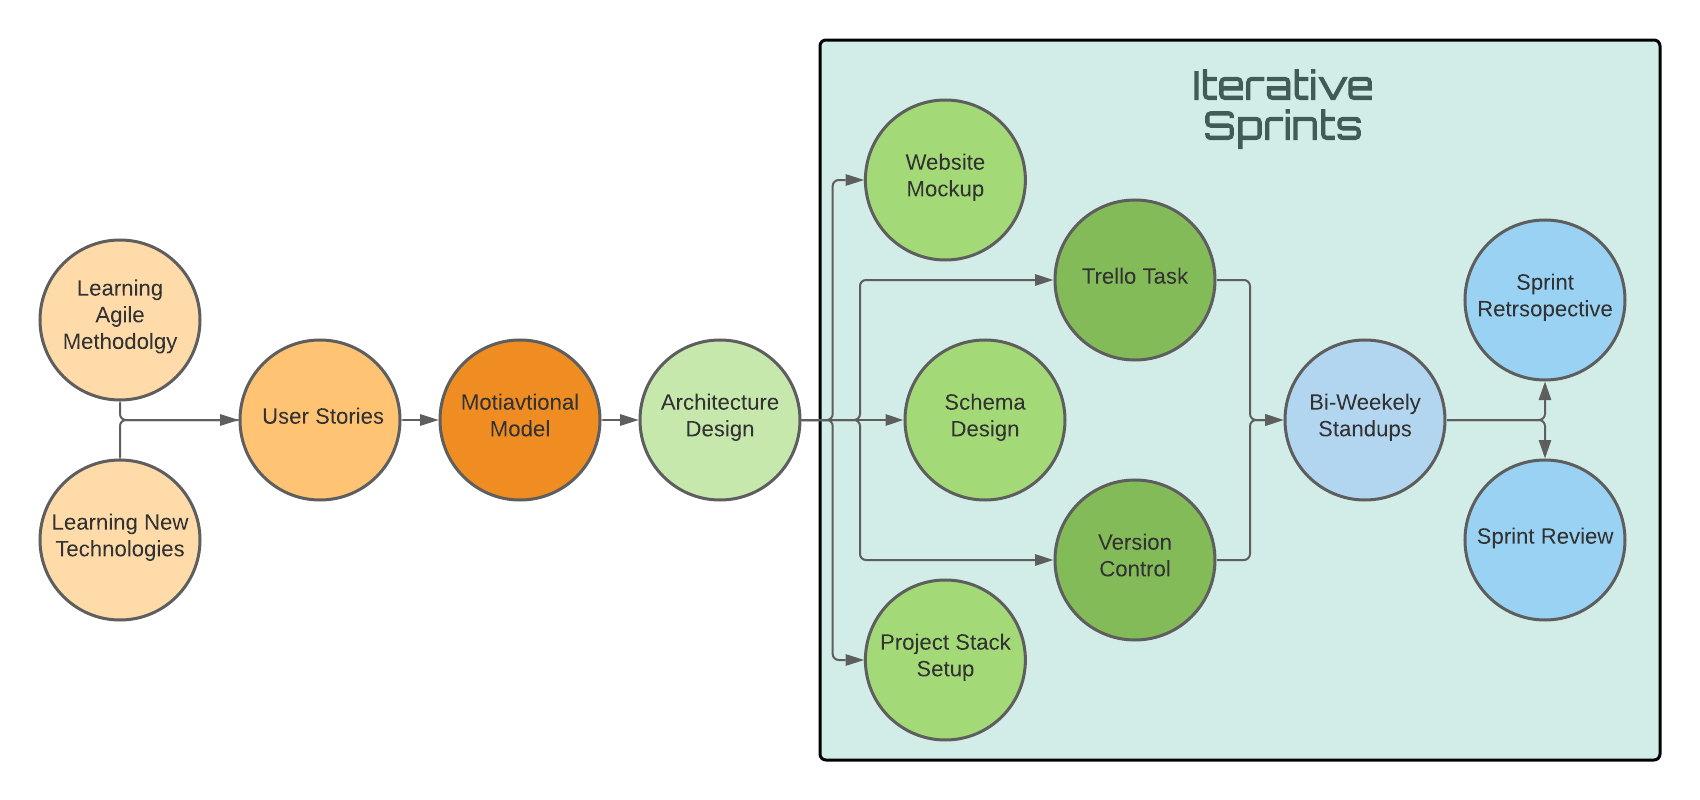 Iterative
Sprints
Learning
Agile
Methodolgy
Learning New
Technologies
User Stories
Motiavtional
Model
Architecture
Design
Website
Mockup
Trello Task
Schema
Design
Version
Control
Project Stack
Setup
Bi-Weekely
Standups
Sprint
Retrsopective
Sprint Review